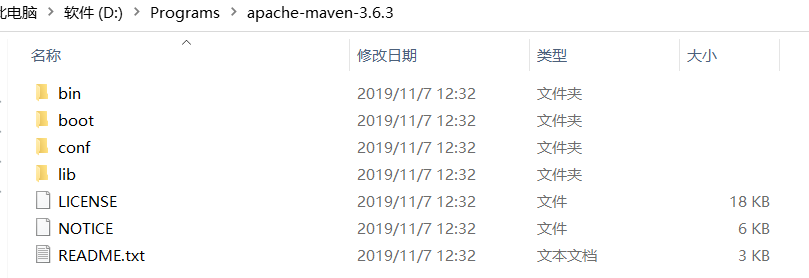 此电脑 > 软件 (D:) > Programs > apache-maven-3.6.3
名称 修改日期 类型 大小
bin 2019/11/7 12:32 文件夹
boot 2019/11/7 12:32 文件夹
conf 2019/11/7 12:32 文件夹
lib 2019/11/7 12:32 文件夹
LICENSE 2019/11/7 12:32 文件 18 KB
NOTICE 2019/11/7 12:32 文件 6 KB
README.txt 2019/11/7 12:32 文本文档 3 KB